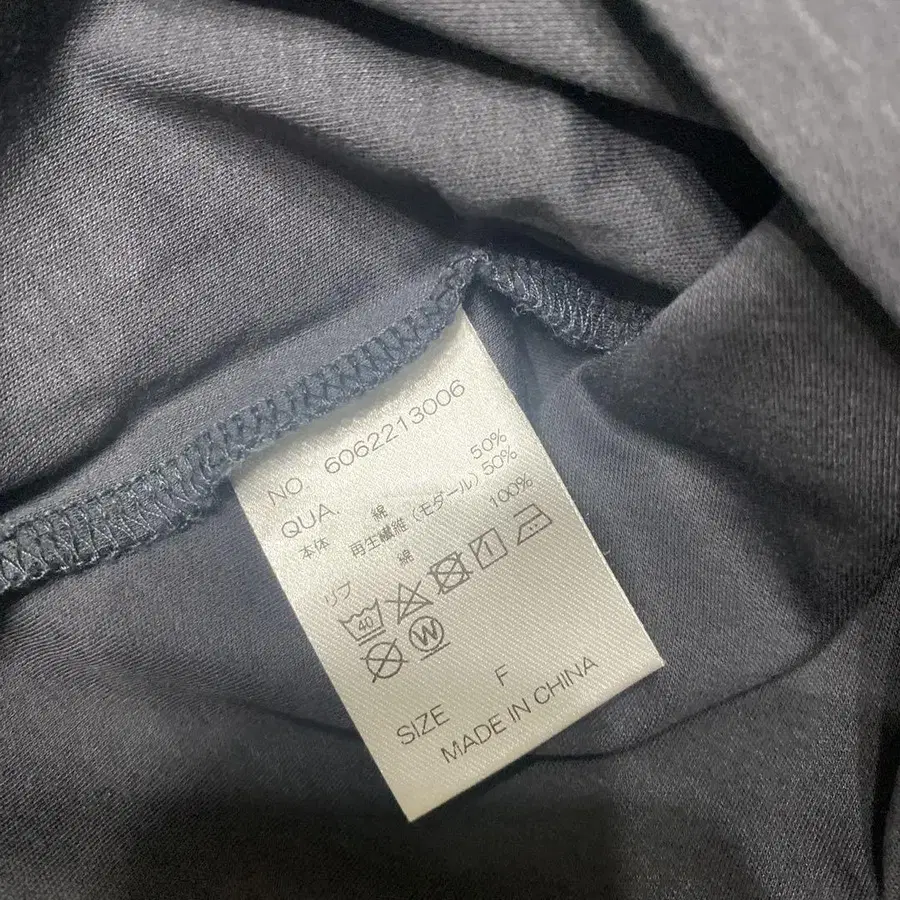 NO. 6062213006
QUA.
本体 綿 50%
再生繊維(モダール) 50%
リブ 綿 100%
40
W
SIZE F
MADE IN CHINA